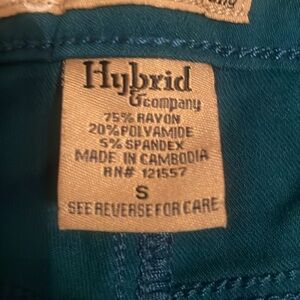 Hybrid
& company
75% RAYON
20% POLYAMIDE
5% SPANDEX
MADE IN CAMBODIA
RN# 121557
S
SEE REVERSE FOR CARE